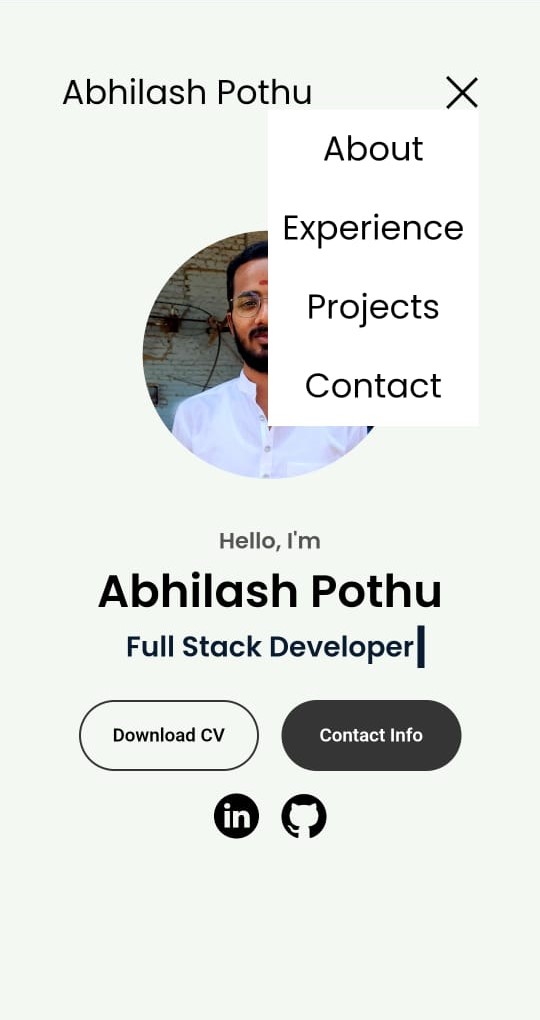 Abhilash Pothu
About
Experience
Projects
Contact
Hello, I'm
Abhilash Pothu
Full Stack Developer
Download CV
Contact Info
in